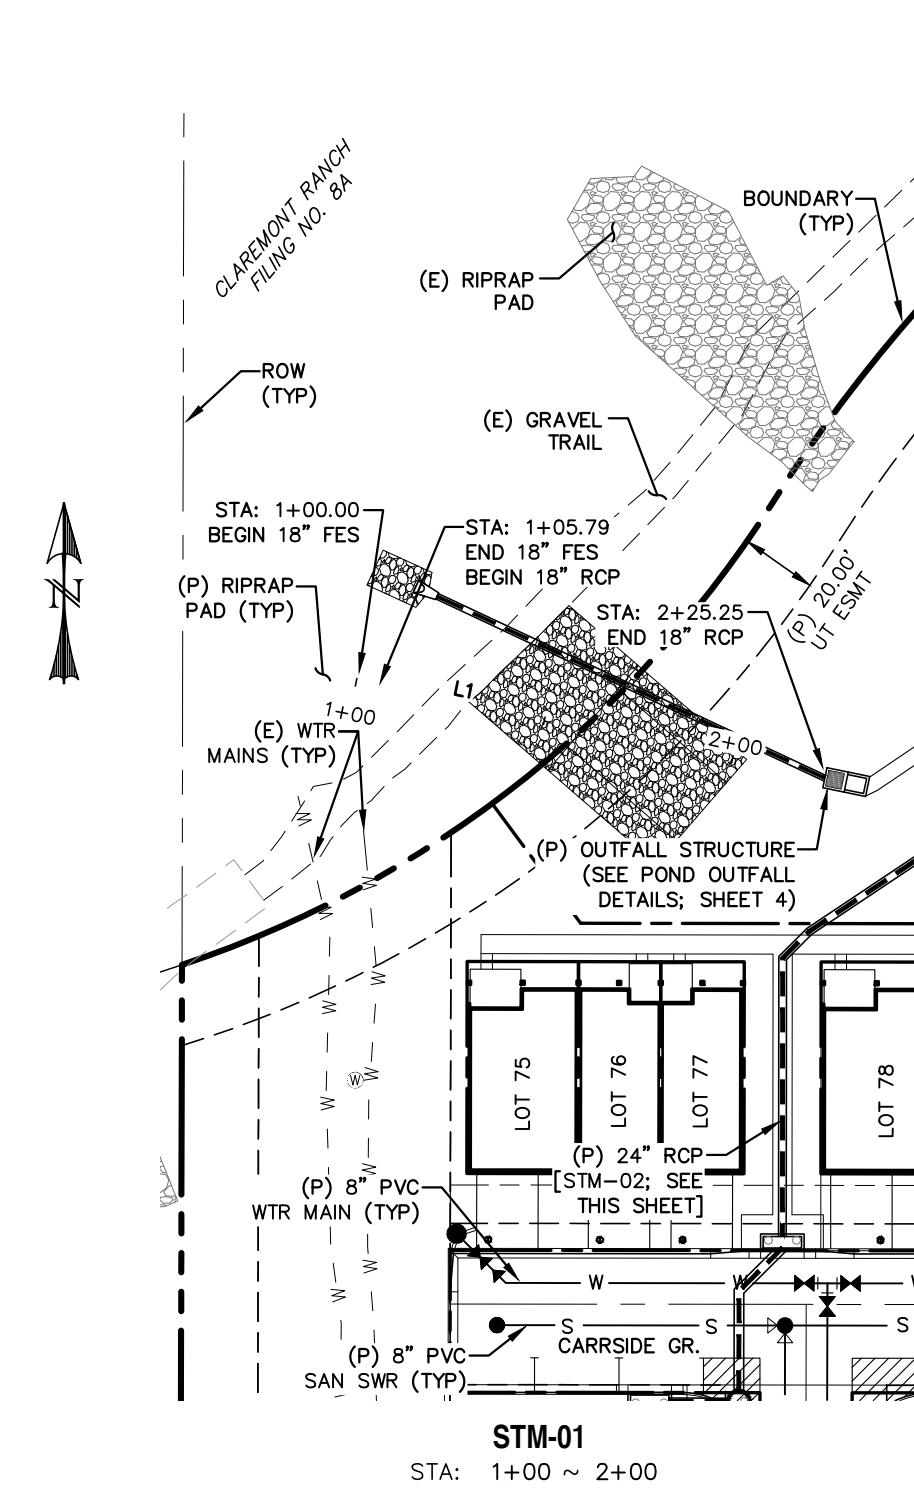 CLAREMONT RANCH
FILING NO. 8A
BOUNDARY
(TYP)
(E) RIPRAP
PAD
ROW
(TYP)
(E) GRAVEL
TRAIL
STA: 1+00.00
BEGIN 18" FES
STA: 1+05.79
END 18" FES
BEGIN 18" RCP
N
(P) RIPRAP
PAD (TYP)
(P) 20.00'
UT ESMT
STA: 2+25.25
END 18" RCP
L1
1+00
(E) WTR
MAINS (TYP)
2+00
W
(P) OUTFALL STRUCTURE
(SEE POND OUTFALL
DETAILS; SHEET 4)
W
W
W
W
LOT 75
LOT 76
LOT 77
LOT 78
W
W
W
(P) 24" RCP
[STM-02; SEE
THIS SHEET]
W
W
(P) 8" PVC
WTR MAIN (TYP)
W
W
W
W
W
S
S
S
CARRSIDE GR.
(P) 8" PVC
SAN SWR (TYP)
STM-01
STA: 1+00 ~ 2+00